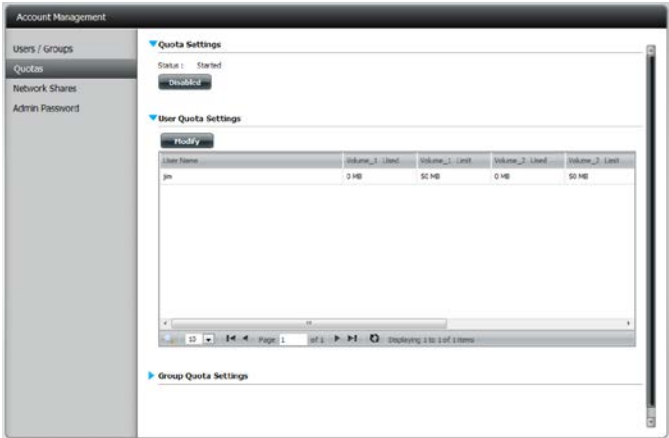 Account Management
Users / Groups
Quotas
Network Shares
Admin Password
Quota Settings
Status : Started
Disabled
User Quota Settings
Modify
User Name Volume_1 Used Volume_1 Limit Volume_2 Used Volume_2 Limit
jim 0 MB 50 MB 0 MB 50 MB
10 Page 1 of 1 Displaying 1 to 1 of 1 items
Group Quota Settings